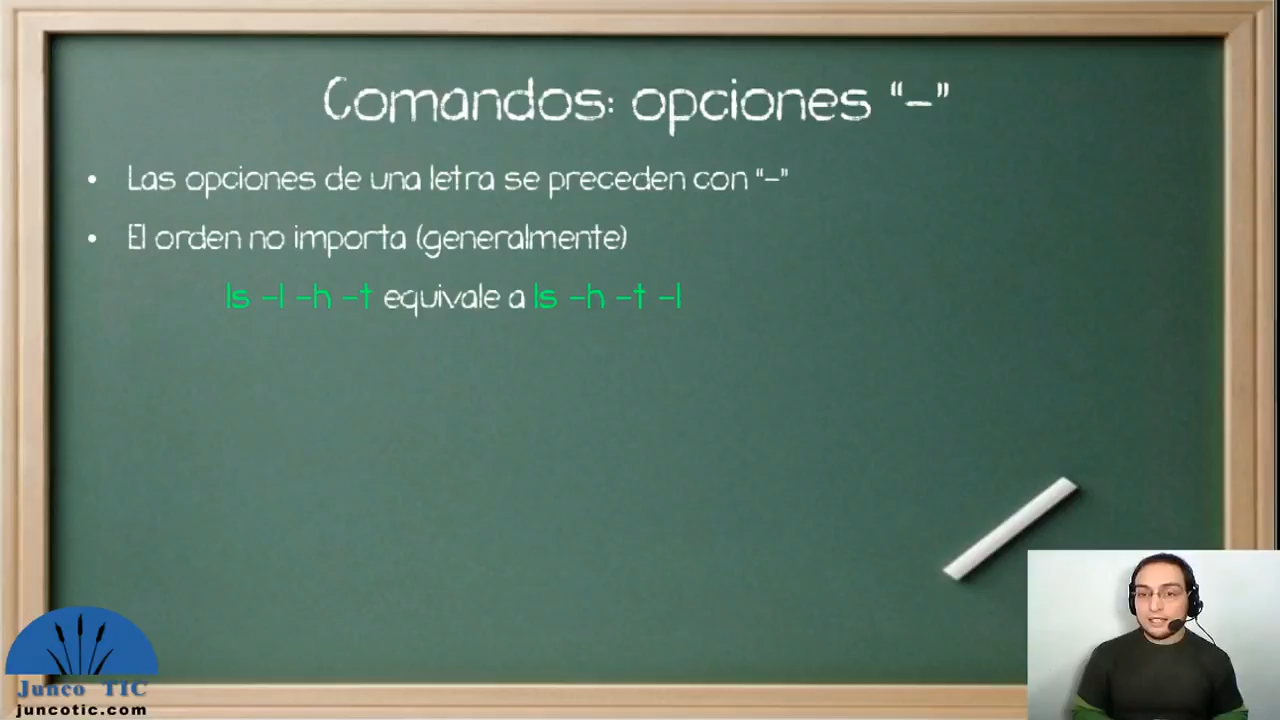 Comandos: opciones “-”
• Las opciones de una letra se preceden con “-”
• El orden no importa (generalmente)
ls -l -h -t equivale a ls -h -t -l
Junco TIC
juncotic.com